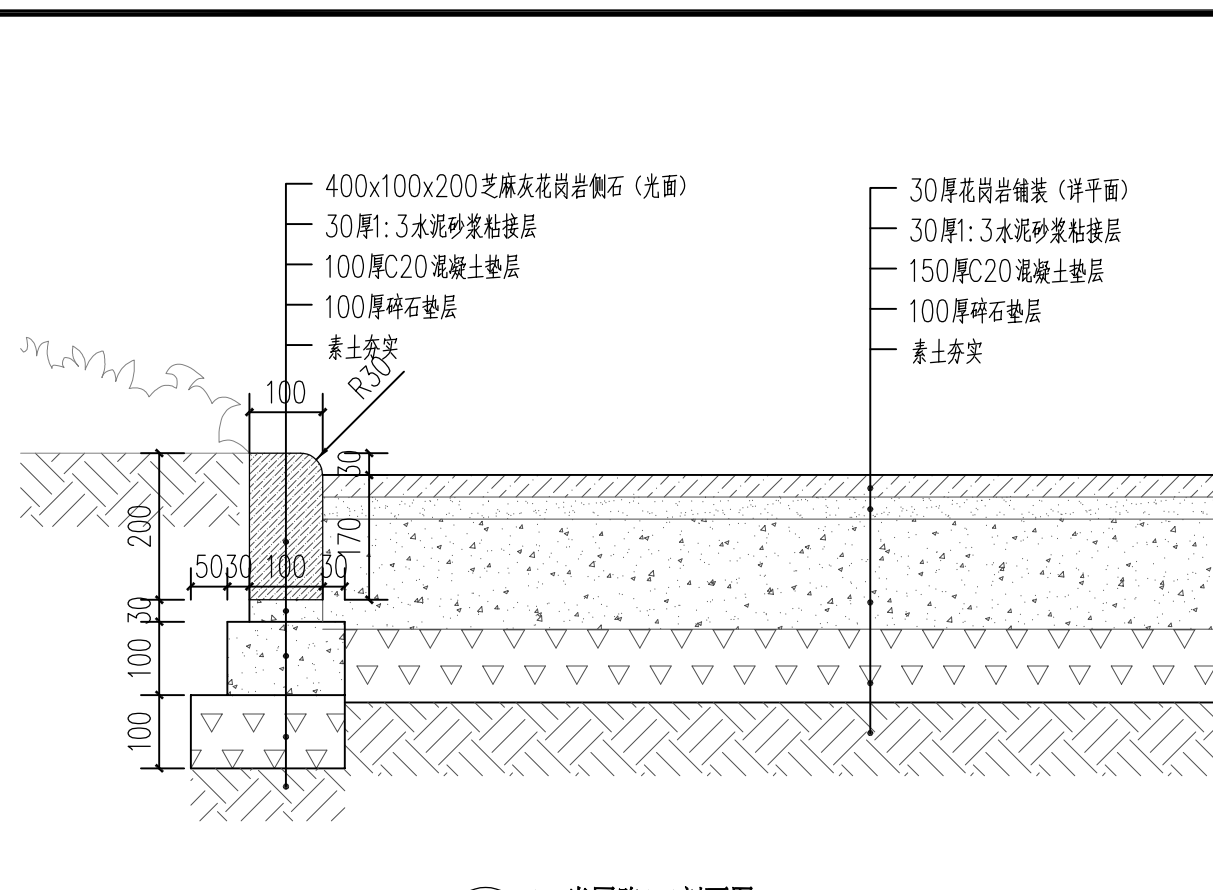 400x100x200芝麻灰花岗岩侧石（光面）
30厚1:3水泥砂浆粘接层
100厚C20混凝土垫层
100厚碎石垫层
素土夯实
30厚花岗岩铺装（详平面）
30厚1:3水泥砂浆粘接层
150厚C20混凝土垫层
100厚碎石垫层
素土夯实
R30
100
30
200
170
50 30 100 30
30
100
100